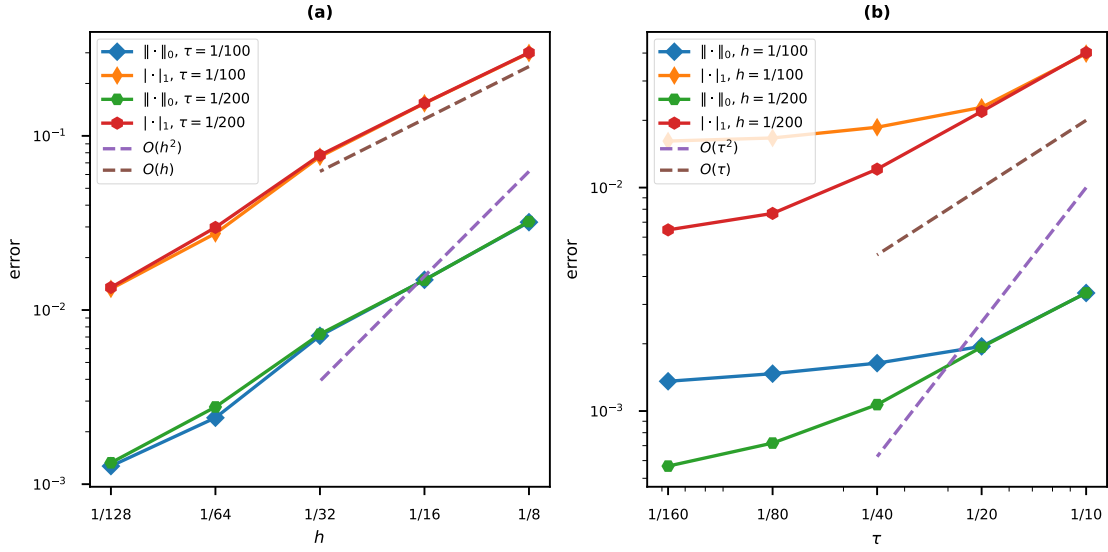 (a)
‖·‖₀, τ = 1/100
|·|₁, τ = 1/100
‖·‖₀, τ = 1/200
|·|₁, τ = 1/200
O(h²)
O(h)
error
10⁻¹
10⁻²
10⁻³
1/128 1/64 1/32 1/16 1/8
h
(b)
‖·‖₀, h = 1/100
|·|₁, h = 1/100
‖·‖₀, h = 1/200
|·|₁, h = 1/200
O(τ²)
O(τ)
error
10⁻²
10⁻³
1/160 1/80 1/40 1/20 1/10
τ